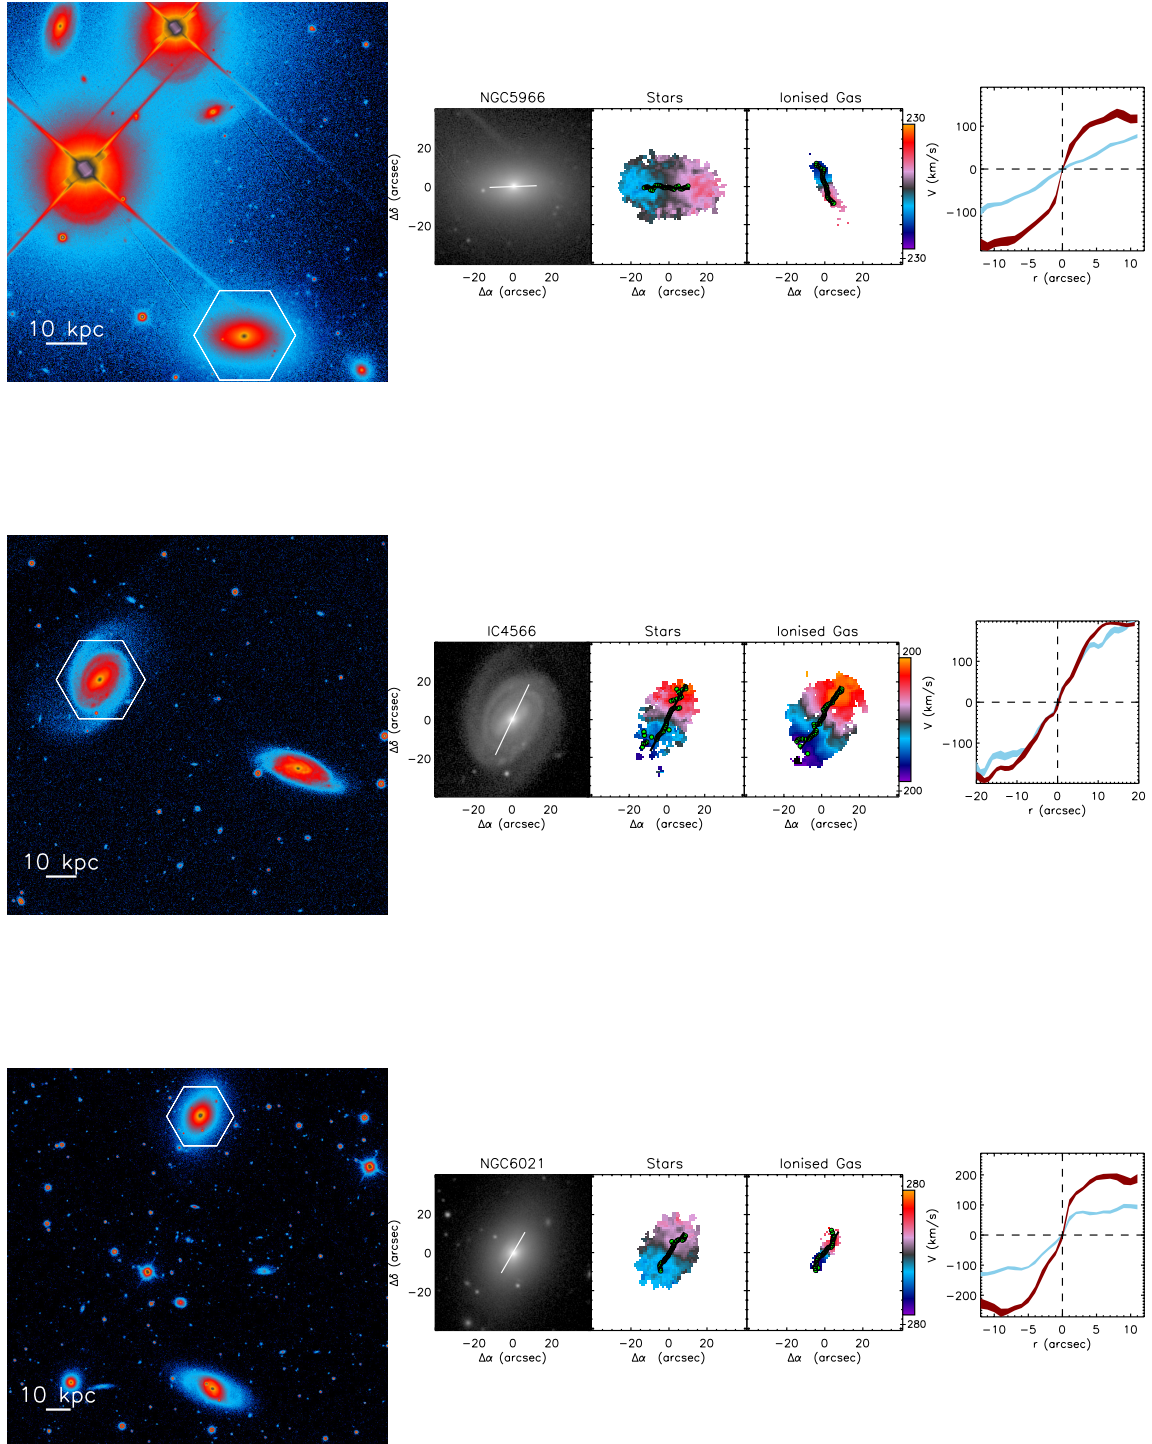 10 kpc
NGC5966
Stars
Ionised Gas
20
0
−20
Δδ (arcsec)
−20 0 20
−20 0 20
−20 0 20
Δα (arcsec)
Δα (arcsec)
Δα (arcsec)
230
V (km/s)
230
100
0
−100
−10 −5 0 5 10
r (arcsec)
10 kpc
IC4566
Stars
Ionised Gas
20
0
−20
Δδ (arcsec)
−20 0 20
−20 0 20
−20 0 20
Δα (arcsec)
Δα (arcsec)
Δα (arcsec)
200
V (km/s)
200
100
0
−100
−20 −10 0 10 20
r (arcsec)
10 kpc
NGC6021
Stars
Ionised Gas
20
0
−20
Δδ (arcsec)
−20 0 20
−20 0 20
−20 0 20
Δα (arcsec)
Δα (arcsec)
Δα (arcsec)
280
V (km/s)
−280
200
100
0
−100
−200
−10 −5 0 5 10
r (arcsec)